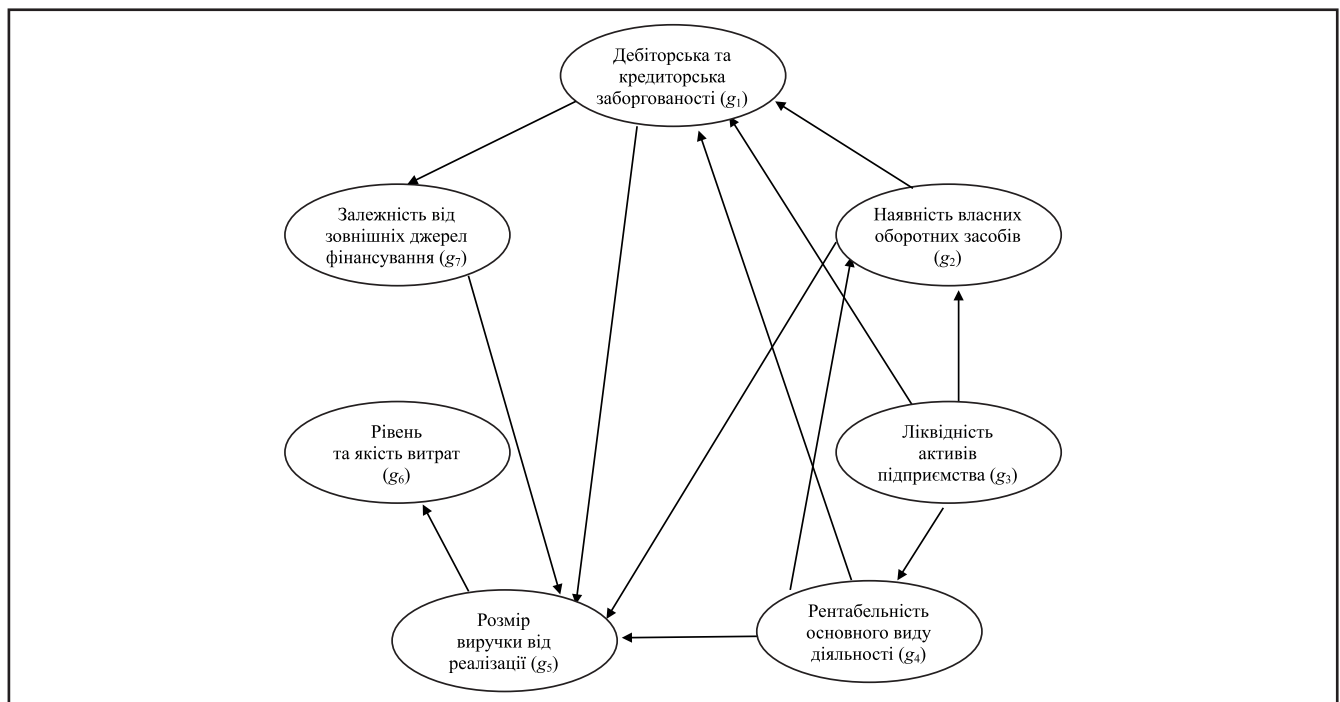 Дебіторська та
кредиторська
заборгованості (g₁)
Залежність від
зовнішніх джерел
фінансування (g₇)
Наявність власних
оборотних засобів
(g₂)
Рівень
та якість витрат
(g₆)
Ліквідність
активів
підприємства (g₃)
Розмір
виручки від
реалізації (g₅)
Рентабельність
основного виду
діяльності (g₄)